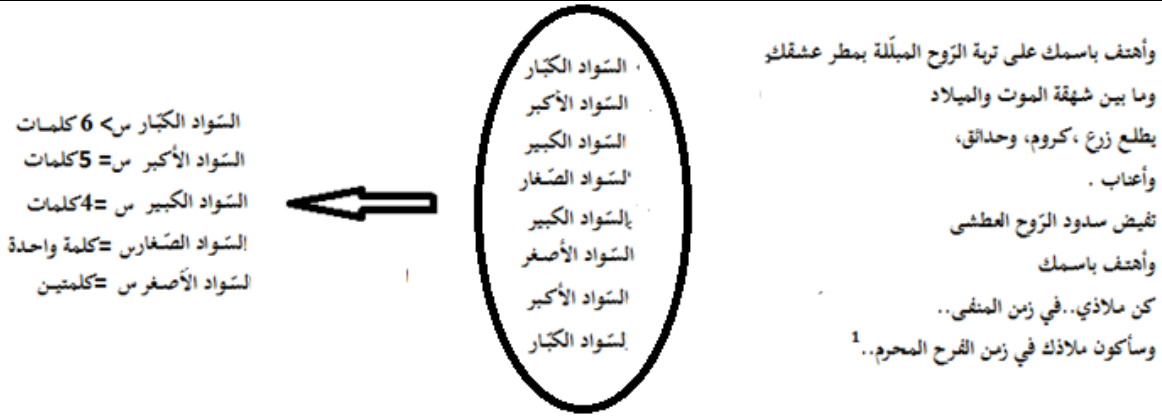 وأهتف باسمك على تربة الرّوح المبلّلة بمطر عشقك
وما بين شهقة الموت والميلاد
يطلع زرع ،كروم، وحدائق،
وأعناب .
تفيض سدود الرّوح العطشى
وأهتف باسمك
كن ملاذي..في زمن المنفى..
وسأكون ملاذك في زمن الفرح المحرم..1
السّواد الكبّار
السّواد الأكبر
السّواد الكبير
السّواد الصّغار
السّواد الكبير
السّواد الأصغر
السّواد الأكبر
السّواد الكبّار
السّواد الكبّار س> 6 كلمات
السّواد الأكبر س= 5كلمات
السّواد الكبير س =4كلمات
السّواد الصّغارس =كلمة واحدة
السّواد الأصغر س =كلمتين